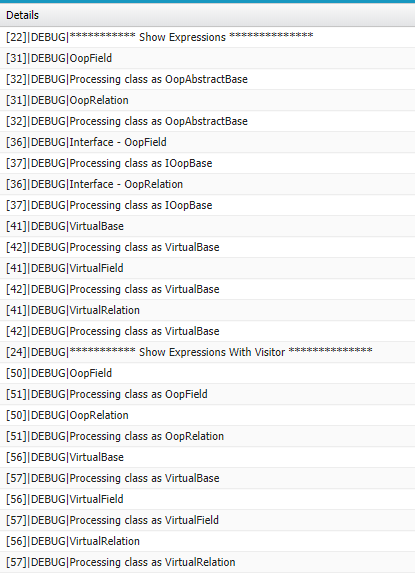 Details
[22]|DEBUG|*********** Show Expressions **************
[31]|DEBUG|OopField
[32]|DEBUG|Processing class as OopAbstractBase
[31]|DEBUG|OopRelation
[32]|DEBUG|Processing class as OopAbstractBase
[36]|DEBUG|Interface - OopField
[37]|DEBUG|Processing class as IOopBase
[36]|DEBUG|Interface - OopRelation
[37]|DEBUG|Processing class as IOopBase
[41]|DEBUG|VirtualBase
[42]|DEBUG|Processing class as VirtualBase
[41]|DEBUG|VirtualField
[42]|DEBUG|Processing class as VirtualBase
[41]|DEBUG|VirtualRelation
[42]|DEBUG|Processing class as VirtualBase
[24]|DEBUG|*********** Show Expressions With Visitor **************
[50]|DEBUG|OopField
[51]|DEBUG|Processing class as OopField
[50]|DEBUG|OopRelation
[51]|DEBUG|Processing class as OopRelation
[56]|DEBUG|VirtualBase
[57]|DEBUG|Processing class as VirtualBase
[56]|DEBUG|VirtualField
[57]|DEBUG|Processing class as VirtualField
[56]|DEBUG|VirtualRelation
[57]|DEBUG|Processing class as VirtualRelation